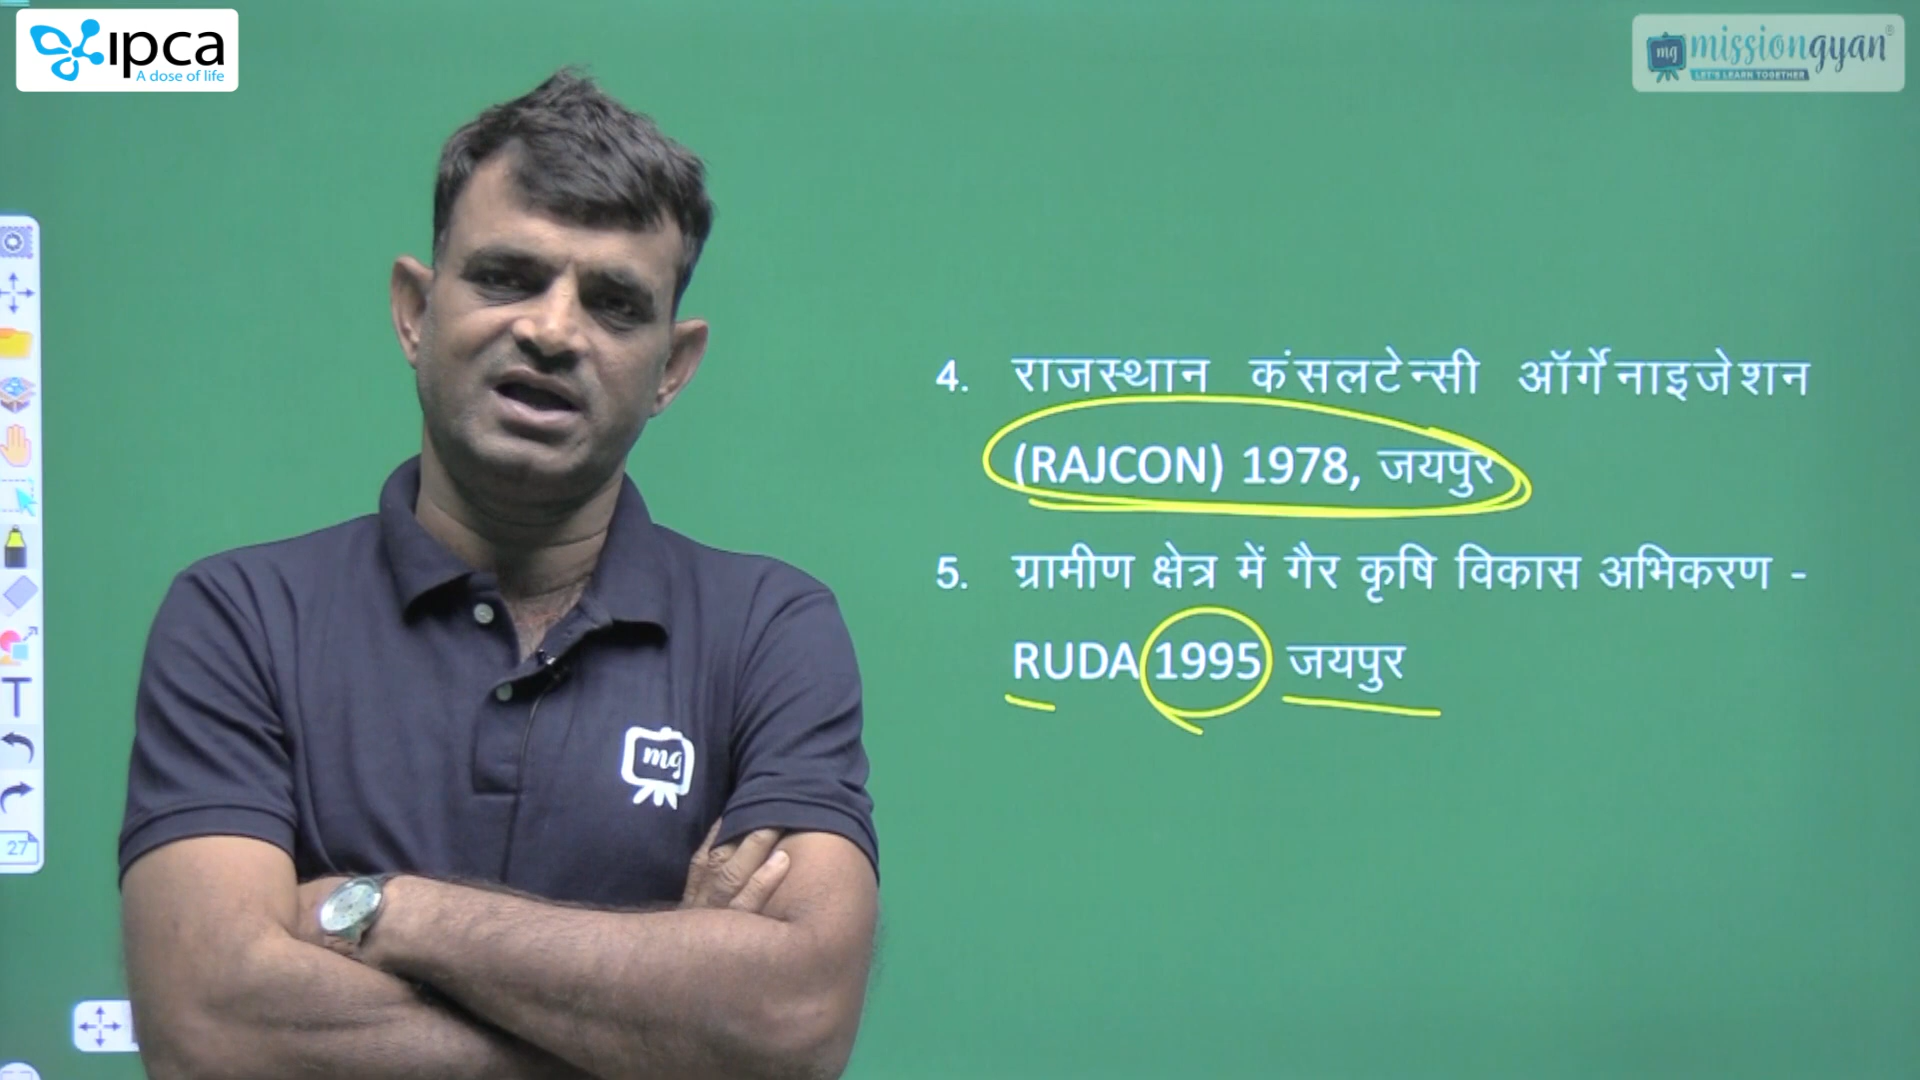 ipca
A dose of life
mg missiongyan
LET'S LEARN TOGETHER
4. राजस्थान कंसलटेन्सी ऑर्गेनाइजेशन
(RAJCON) 1978, जयपुर
5. ग्रामीण क्षेत्र में गैर कृषि विकास अभिकरण -
RUDA 1995 जयपुर
mg
T
27